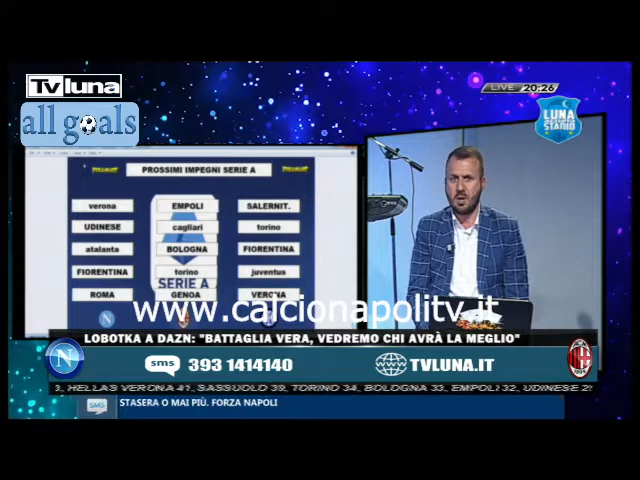 Tvluna
all goals
LIVE 20:26
LUNA
STADIO
PROSSIMI IMPEGNI SERIE A
verona EMPOLI SALERNIT.
UDINESE cagliari torino
atalanta BOLOGNA FIORENTINA
FIORENTINA torino juventus
SERIE A
ROMA GENOA VERONA
www.calcionapolitv.it
LOBOTKA A DAZN: "BATTAGLIA VERA, VEDREMO CHI AVRÀ LA MEGLIO"
N sms 393 1414140 TVLUNA.IT
3, HELLAS VERONA 41, SASSUOLO 39, TORINO 34, BOLOGNA 33, EMPOLI 32, UDINESE
SMS STASERA O MAI PIÙ. FORZA NAPOLI